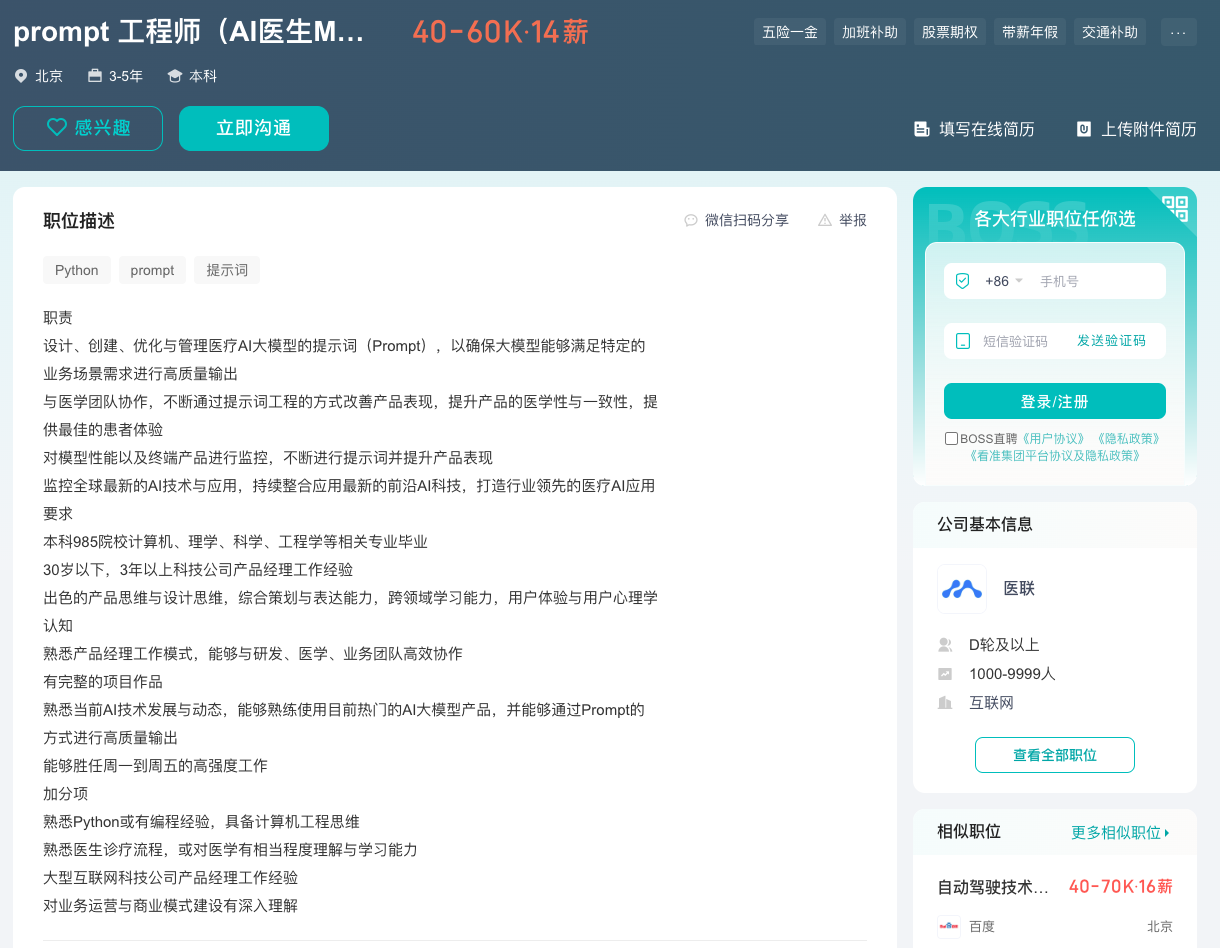 prompt 工程师（AI医生M...
40-60K·14薪
五险一金 加班补助 股票期权 带薪年假 交通补助 ...
北京 3-5年 本科
感兴趣 立即沟通
填写在线简历 上传附件简历
职位描述
微信扫码分享 举报
Python prompt 提示词
职责
设计、创建、优化与管理医疗AI大模型的提示词（Prompt），以确保大模型能够满足特定的
业务场景需求进行高质量输出
与医学团队协作，不断通过提示词工程的方式改善产品表现，提升产品的医学性与一致性，提
供最佳的患者体验
对模型性能以及终端产品进行监控，不断进行提示词并提升产品表现
监控全球最新的AI技术与应用，持续整合应用最新的前沿AI科技，打造行业领先的医疗AI应用
要求
本科985院校计算机、理学、科学、工程学等相关专业毕业
30岁以下，3年以上科技公司产品经理工作经验
出色的产品思维与设计思维，综合策划与表达能力，跨领域学习能力，用户体验与用户心理学
认知
熟悉产品经理工作模式，能够与研发、医学、业务团队高效协作
有完整的项目作品
熟悉当前AI技术发展与动态，能够熟练使用目前热门的AI大模型产品，并能够通过Prompt的
方式进行高质量输出
能够胜任周一到周五的高强度工作
加分项
熟悉Python或有编程经验，具备计算机工程思维
熟悉医生诊疗流程，或对医学有相当程度理解与学习能力
大型互联网科技公司产品经理工作经验
对业务运营与商业模式建设有深入理解
BOSS
各大行业职位任你选
+86 手机号
短信验证码 发送验证码
登录/注册
BOSS直聘《用户协议》《隐私政策》
《看准集团平台协议及隐私政策》
公司基本信息
医联
D轮及以上
1000-9999人
互联网
查看全部职位
相似职位 更多相似职位
自动驾驶技术... 40-70K·16薪
百度 北京